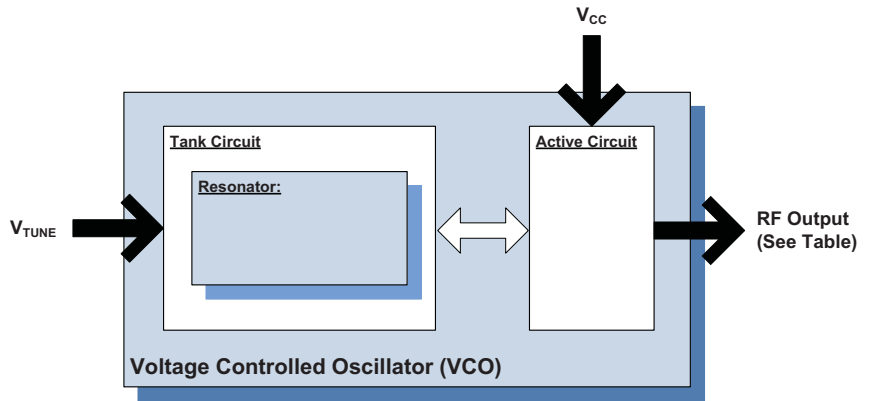 VCC
Tank Circuit
Active Circuit
Resonator:
VTUNE
RF Output
(See Table)
Voltage Controlled Oscillator (VCO)